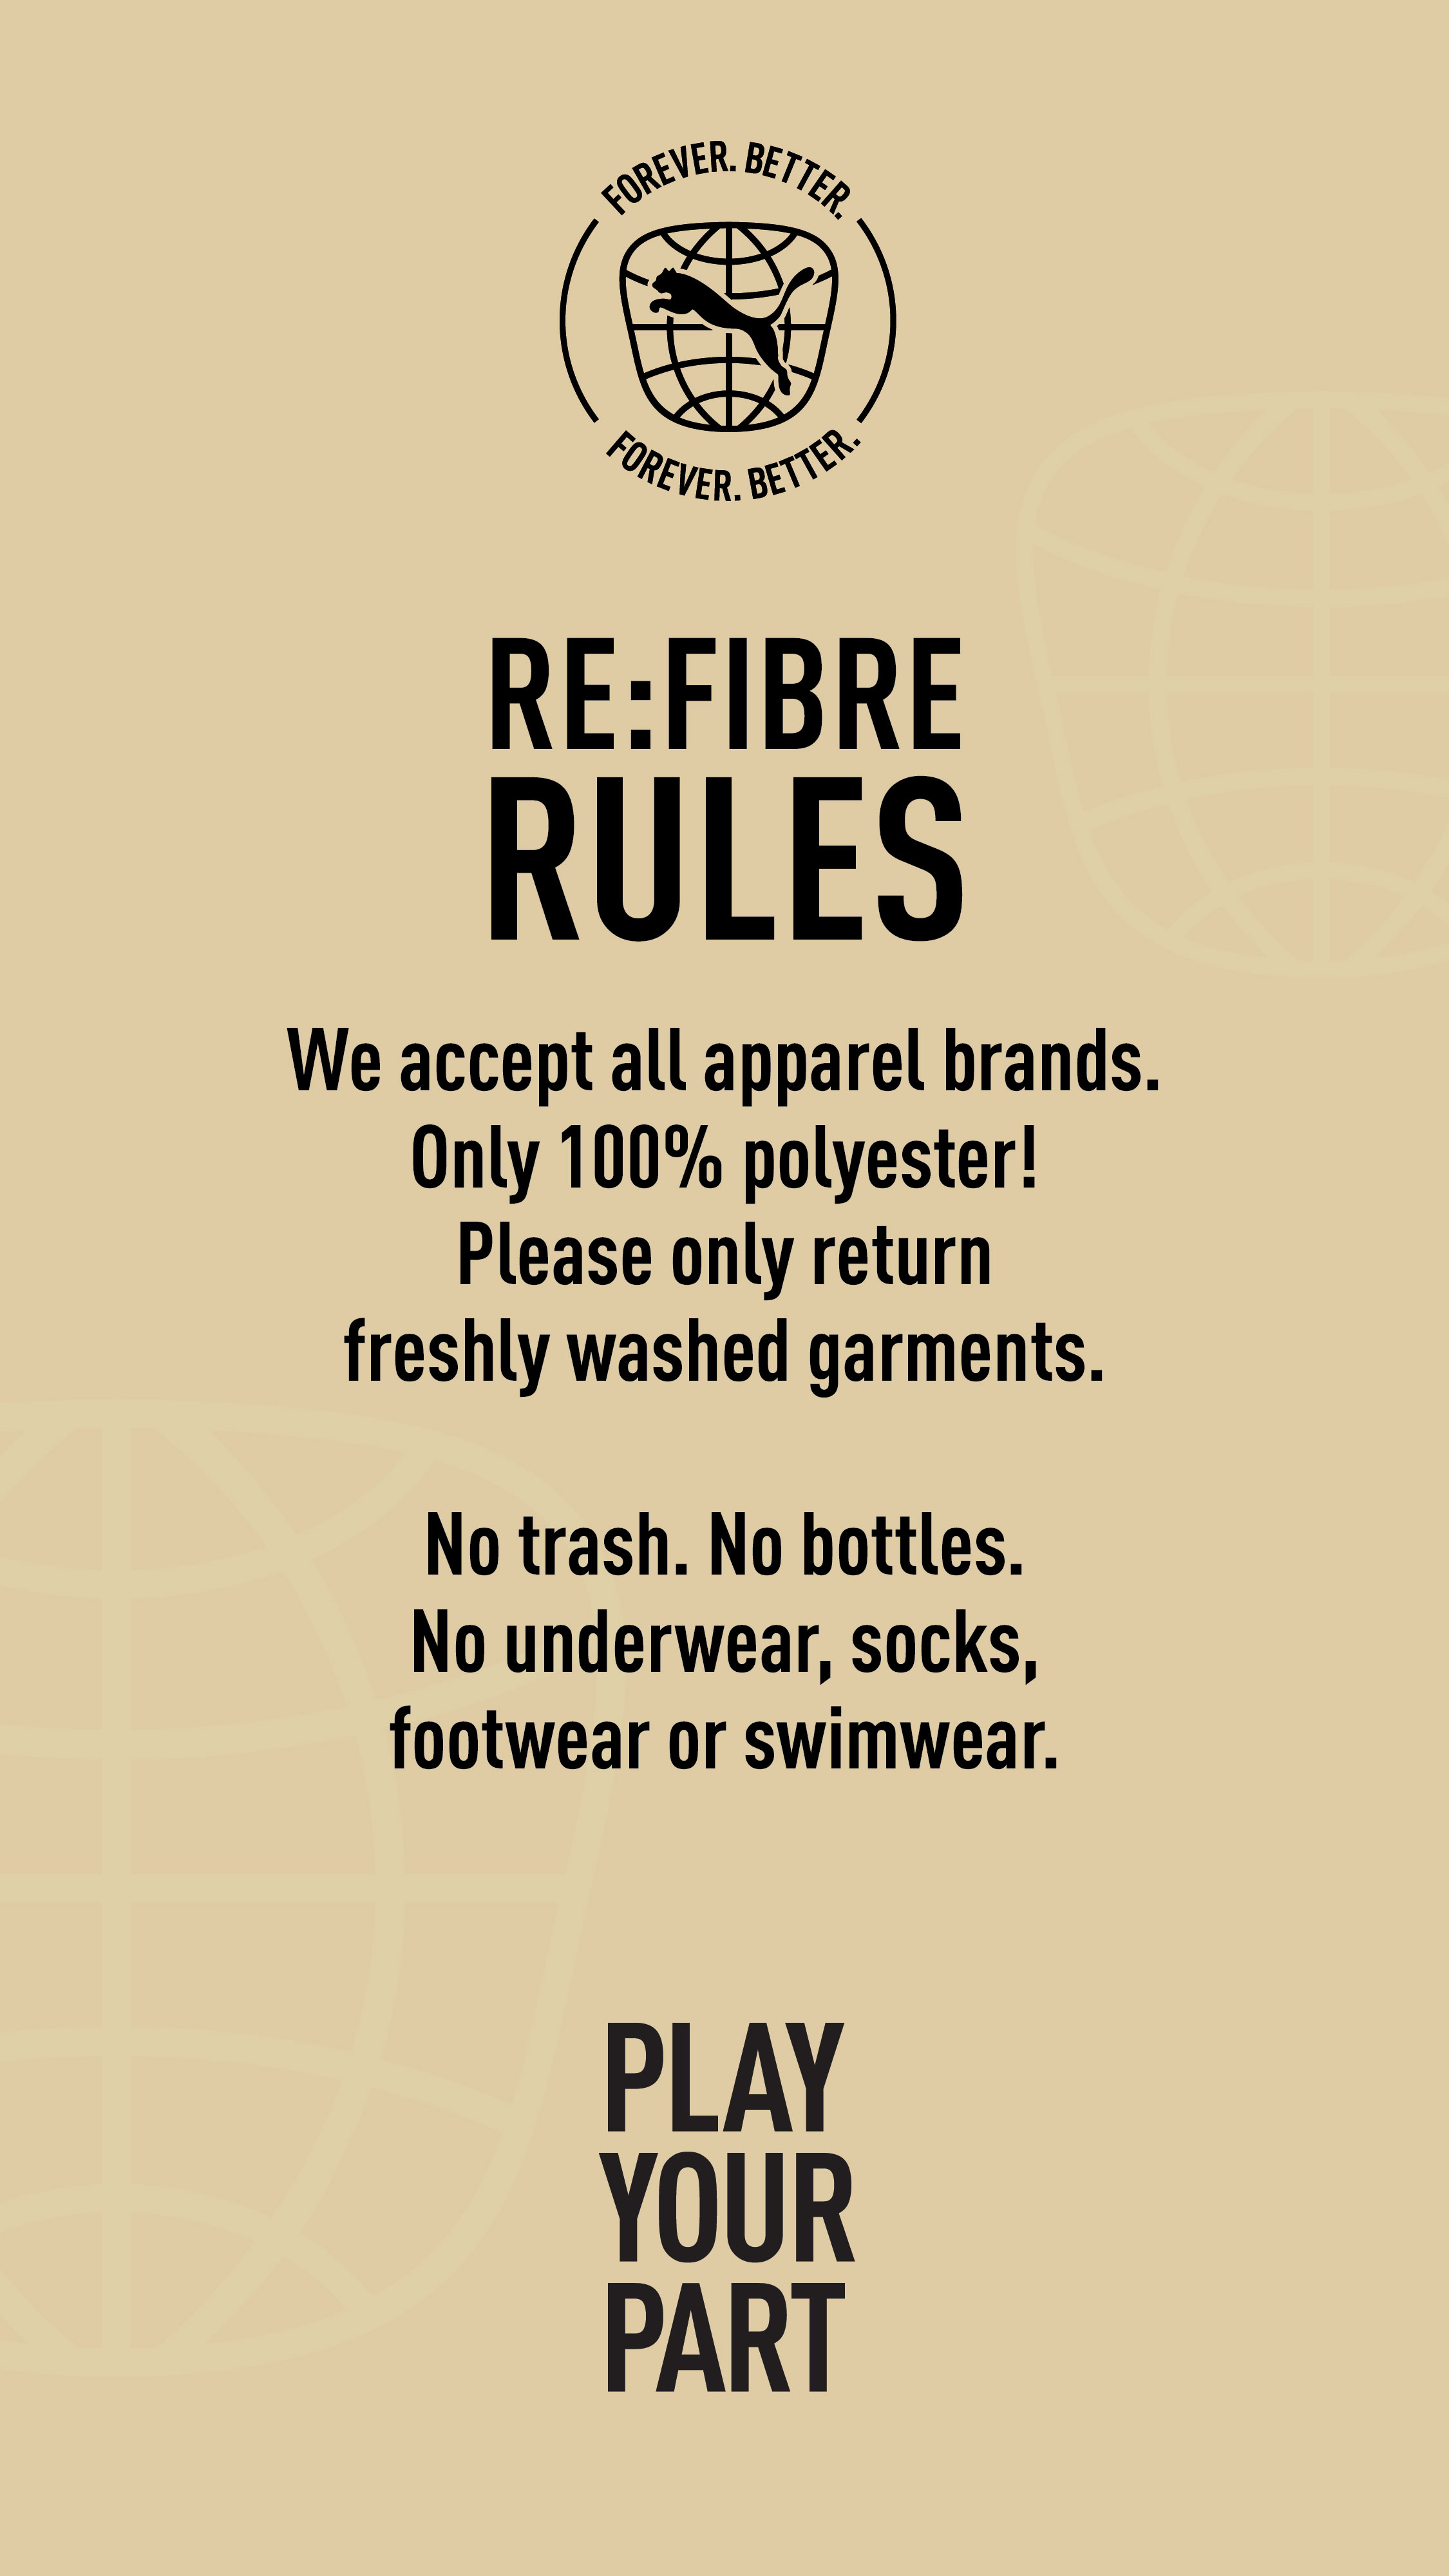 FOREVER. BETTER.
FOREVER. BETTER.
RE:FIBRE
RULES
We accept all apparel brands.
Only 100% polyester!
Please only return
freshly washed garments.
No trash. No bottles.
No underwear, socks,
footwear or swimwear.
PLAY
YOUR
PART